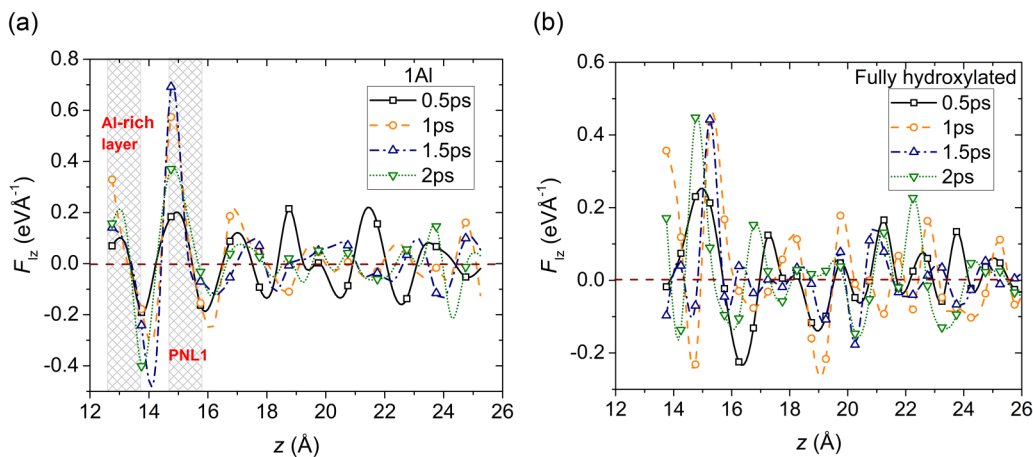 (a)
1Al
0.5ps
1ps
1.5ps
2ps
Al-rich
layer
PNL1
F_Iz (eVÅ⁻¹)
0.8
0.6
0.4
0.2
0.0
-0.2
-0.4
12 14 16 18 20 22 24 26
z (Å)
(b)
Fully hydroxylated
0.5ps
1ps
1.5ps
2ps
F_Iz (eVÅ⁻¹)
0.6
0.4
0.2
0.0
-0.2
12 14 16 18 20 22 24 26
z (Å)